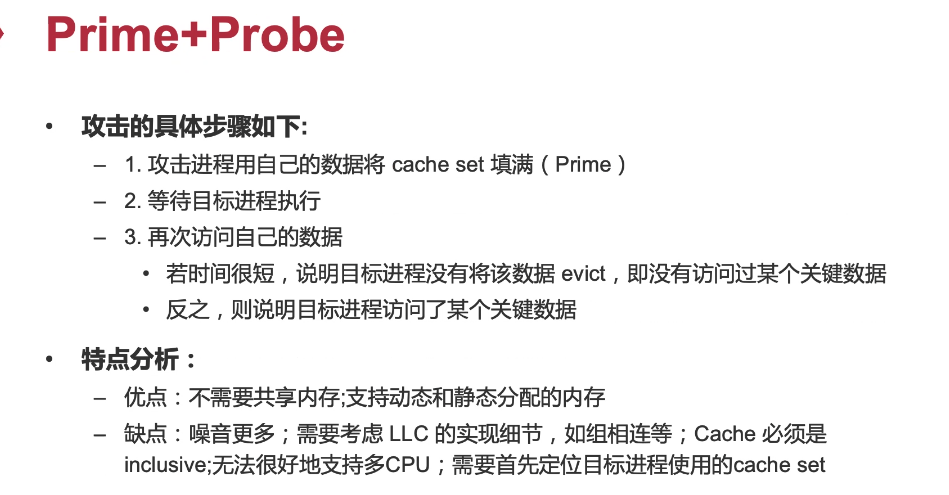 Prime+Probe
• 攻击的具体步骤如下:
– 1. 攻击进程用自己的数据将 cache set 填满（Prime）
– 2. 等待目标进程执行
– 3. 再次访问自己的数据
• 若时间很短，说明目标进程没有将该数据 evict，即没有访问过某个关键数据
• 反之，则说明目标进程访问了某个关键数据
• 特点分析：
– 优点：不需要共享内存;支持动态和静态分配的内存
– 缺点：噪音更多；需要考虑 LLC 的实现细节，如组相连等；Cache 必须是
inclusive;无法很好地支持多CPU；需要首先定位目标进程使用的cache set